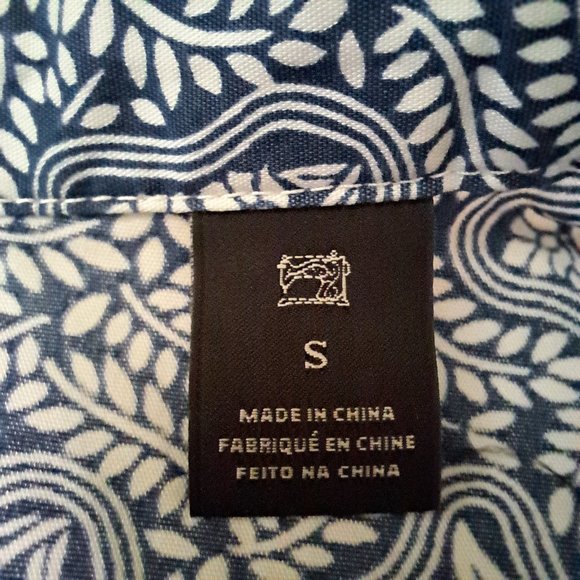 S
MADE IN CHINA
FABRIQUÉ EN CHINE
FEITO NA CHINA